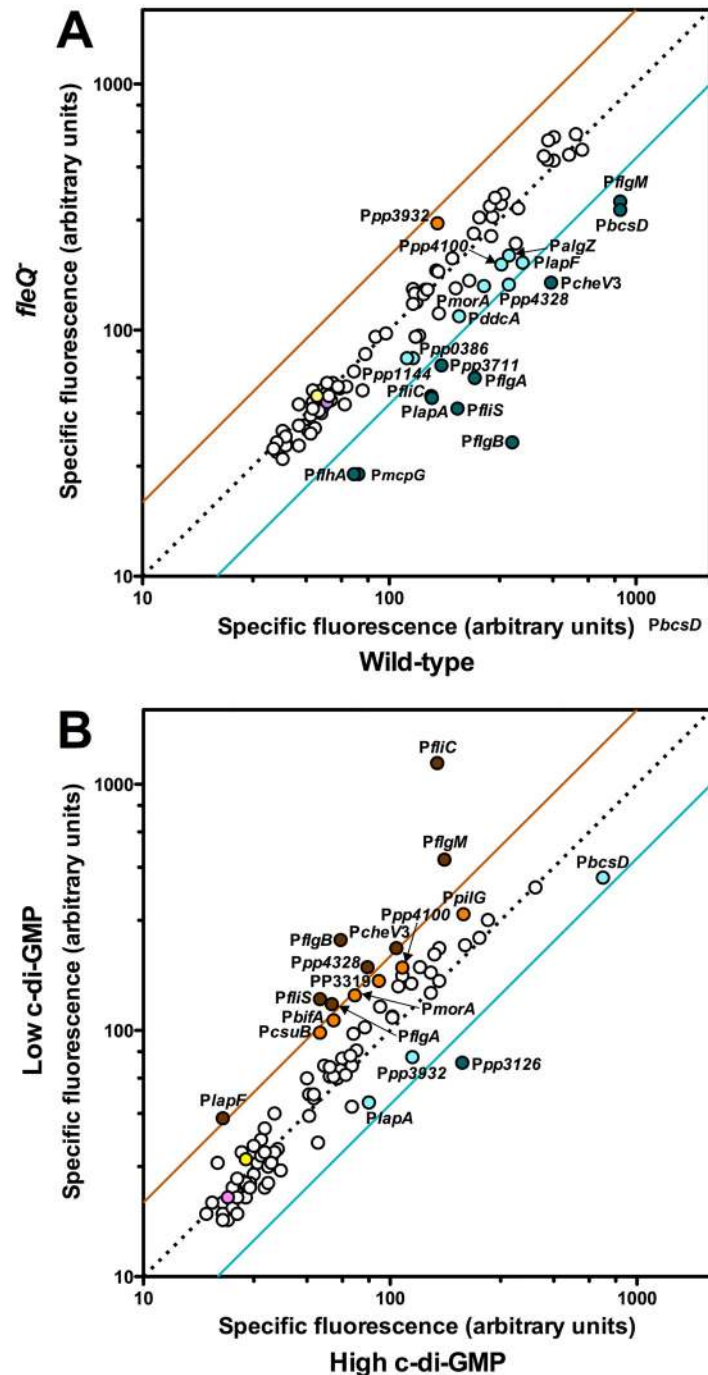 A
fleQ-
Specific fluorescence (arbitrary units)
1000
100
10
PflgM
PbcsD
Ppp3932
Ppp4100
PalgZ
PlapF
PcheV3
PmorA
Ppp4328
PddcA
Ppp0386
Ppp1144
Ppp3711
PflgA
PfliC
PlapA
PfliS
PflgB
PflhA
PmcpG
10
100
1000
Specific fluorescence (arbitrary units)
PbcsD
Wild-type
B
Low c-di-GMP
Specific fluorescence (arbitrary units)
1000
100
10
PfliC
PflgM
PbcsD
PpilG
Ppp4100
PcheV3
PflgB
Ppp4328
PP3319
PfliS
PmorA
PbifA
PflgA
PcsuB
Ppp3932
Ppp3126
PlapF
PlapA
10
100
1000
Specific fluorescence (arbitrary units)
High c-di-GMP